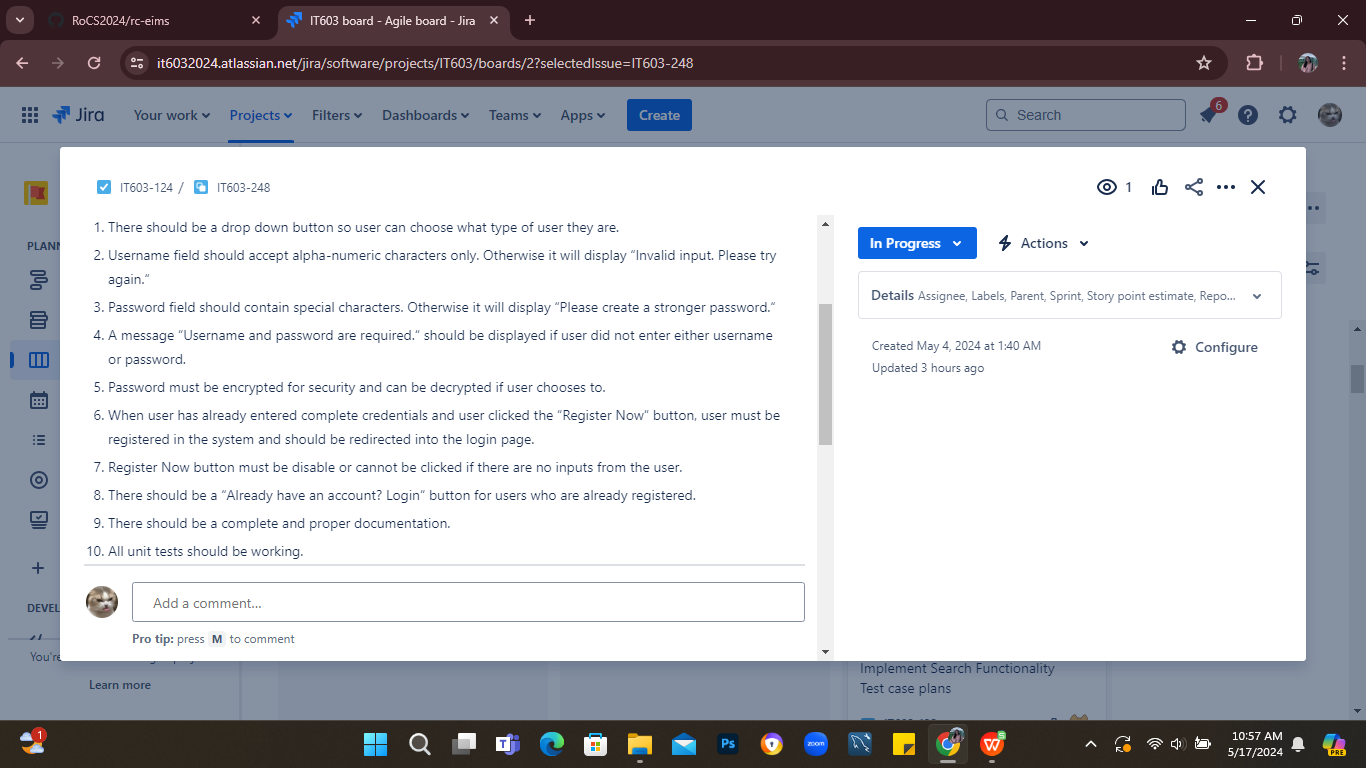 RoCS2024/rc-eims
IT603 board - Agile board - Jira
it6032024.atlassian.net/jira/software/projects/IT603/boards/2?selectedIssue=IT603-248
Jira
Your work
Projects
Filters
Dashboards
Teams
Apps
Create
Search
6
IT603-124 /
IT603-248
1
PLANN
1. There should be a drop down button so user can choose what type of user they are.
2. Username field should accept alpha-numeric characters only. Otherwise it will display “Invalid input. Please try
again.”
3. Password field should contain special characters. Otherwise it will display “Please create a stronger password.”
4. A message “Username and password are required.” should be displayed if user did not enter either username
or password.
5. Password must be encrypted for security and can be decrypted if user chooses to.
6. When user has already entered complete credentials and user clicked the “Register Now” button, user must be
registered in the system and should be redirected into the login page.
7. Register Now button must be disable or cannot be clicked if there are no inputs from the user.
8. There should be a “Already have an account? Login” button for users who are already registered.
9. There should be a complete and proper documentation.
10. All unit tests should be working.
In Progress
Actions
Details Assignee, Labels, Parent, Sprint, Story point estimate, Repo...
Created May 4, 2024 at 1:40 AM
Configure
Updated 3 hours ago
DEVEL
Add a comment...
Pro tip: press M to comment
You're
Learn more
Implement Search Functionality
Test case plans
1
Ps
zoom
PRE
10:57 AM
5/17/2024